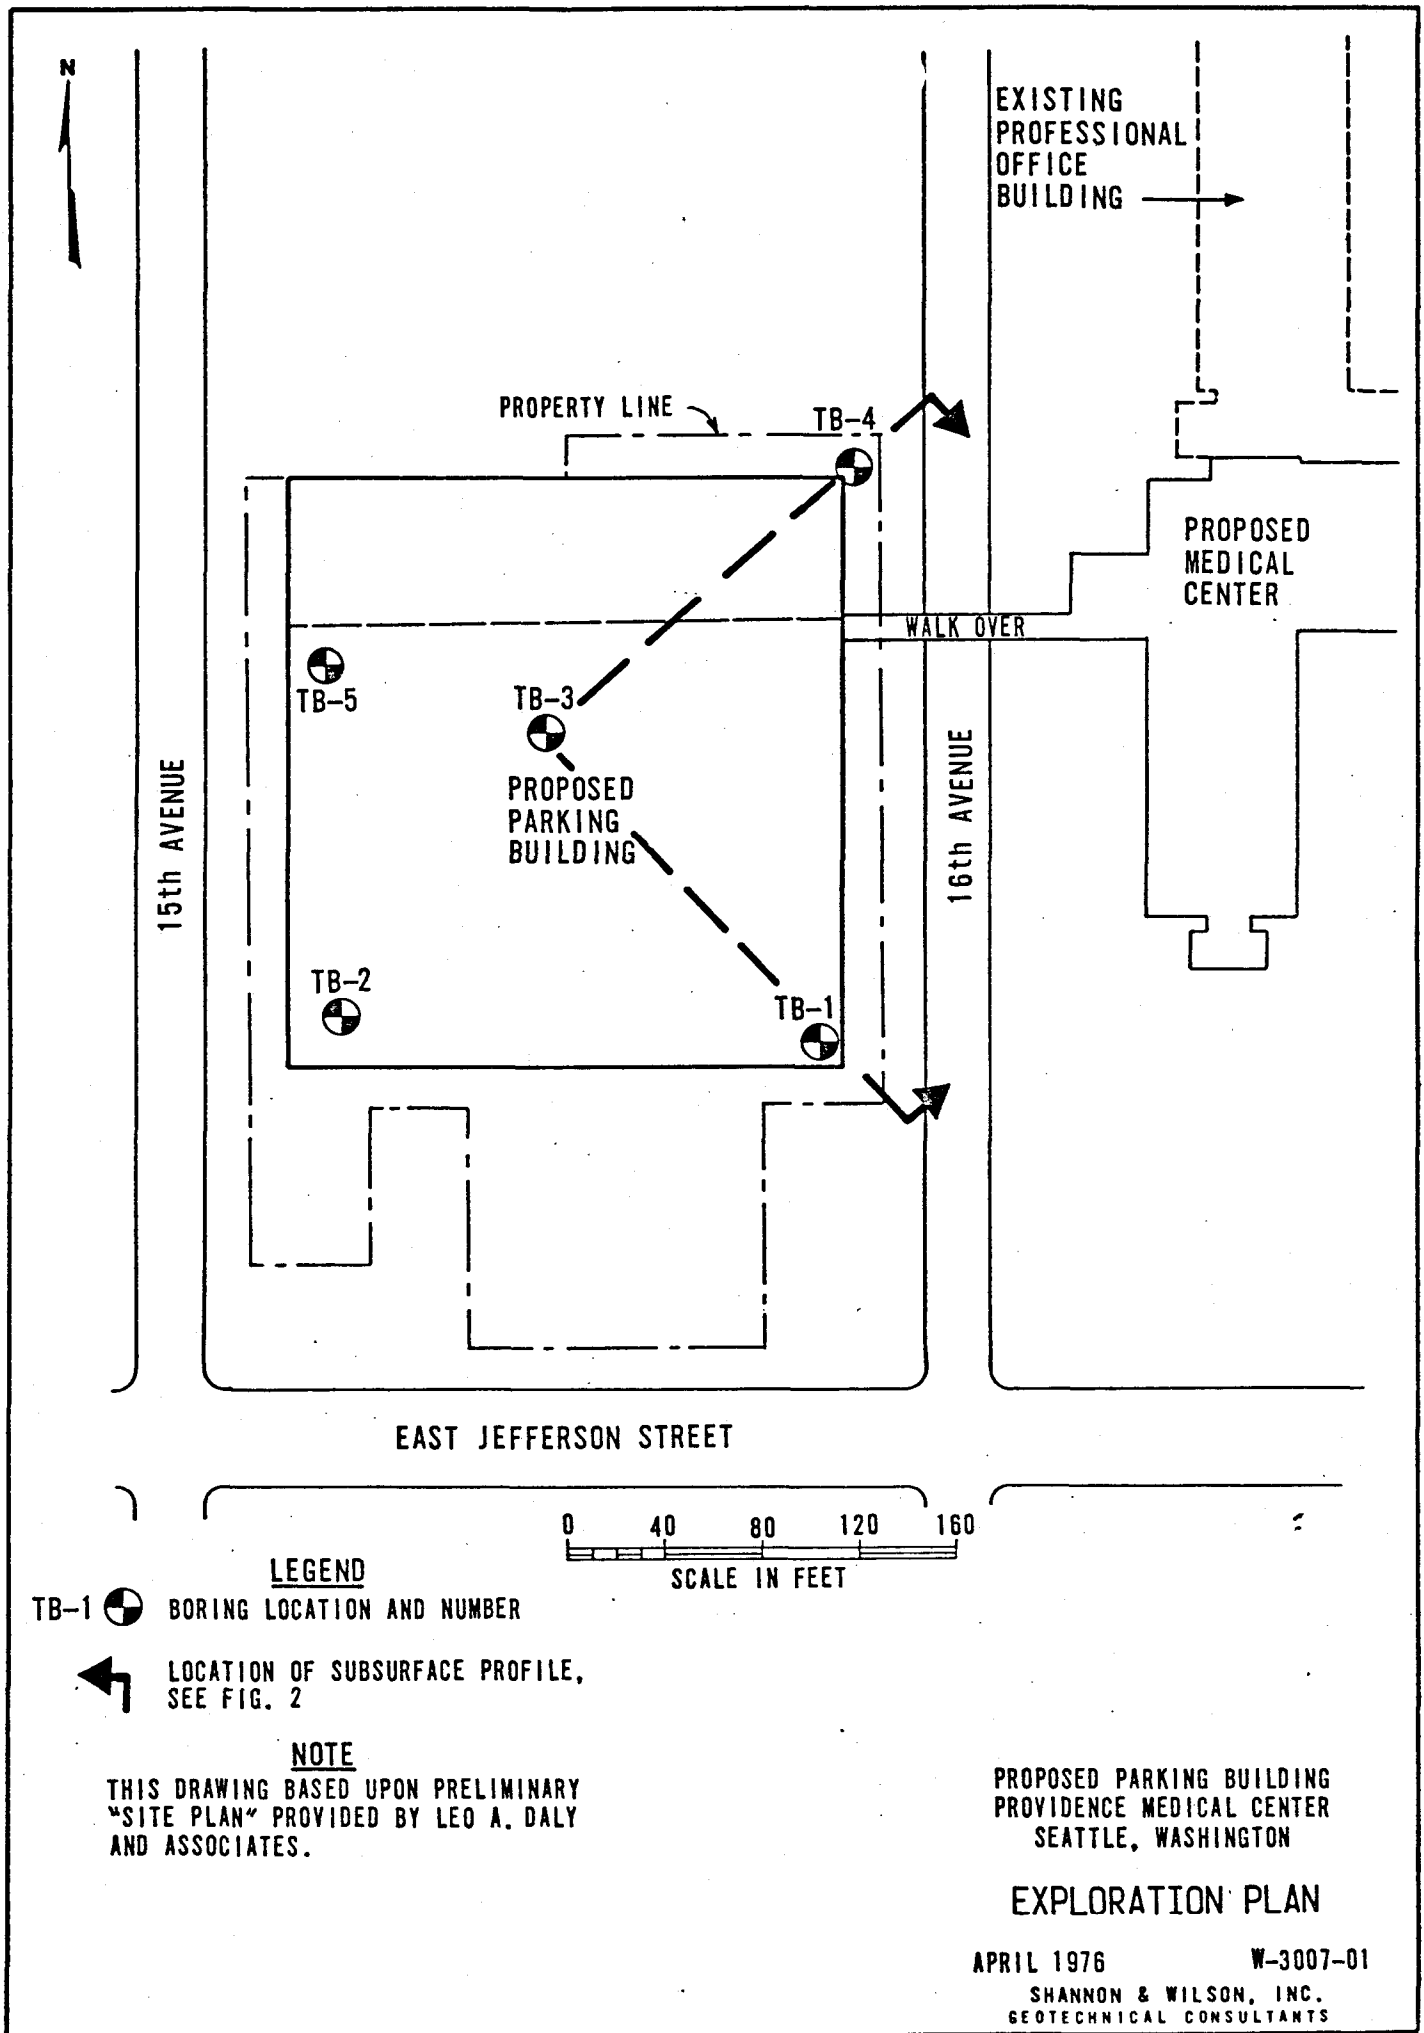 N
EXISTING
PROFESSIONAL
OFFICE
BUILDING
PROPERTY LINE
TB-4
PROPOSED
MEDICAL
CENTER
WALK OVER
TB-5
TB-3
PROPOSED
PARKING
BUILDING
15th AVENUE
16th AVENUE
TB-2
TB-1
EAST JEFFERSON STREET
0 40 80 120 160
SCALE IN FEET
LEGEND
TB-1 BORING LOCATION AND NUMBER
LOCATION OF SUBSURFACE PROFILE,
SEE FIG. 2
NOTE
THIS DRAWING BASED UPON PRELIMINARY
"SITE PLAN" PROVIDED BY LEO A. DALY
AND ASSOCIATES.
PROPOSED PARKING BUILDING
PROVIDENCE MEDICAL CENTER
SEATTLE, WASHINGTON
EXPLORATION PLAN
APRIL 1976 W-3007-01
SHANNON & WILSON, INC.
GEOTECHNICAL CONSULTANTS